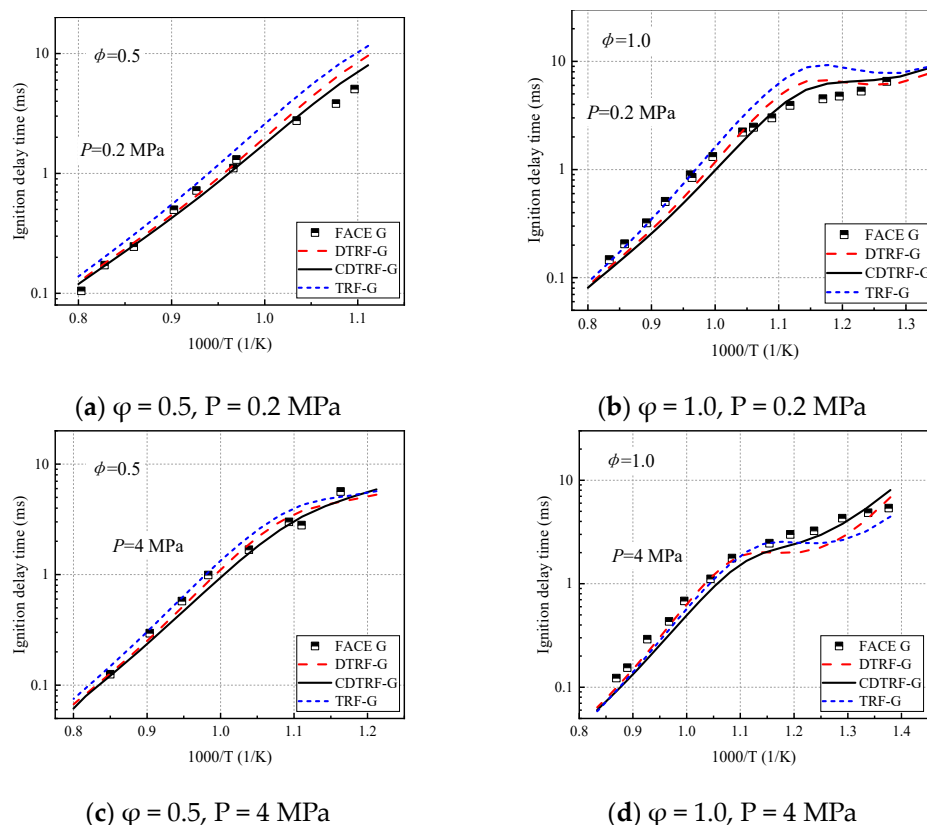 Ignition delay time (ms)
10
1
0.1
ϕ=0.5
P=0.2 MPa
FACE G
DTRF-G
CDTRF-G
TRF-G
0.8 0.9 1.0 1.1
1000/T (1/K)
(a) φ = 0.5, P = 0.2 MPa
Ignition delay time (ms)
10
1
0.1
ϕ=1.0
P=0.2 MPa
FACE G
DTRF-G
CDTRF-G
TRF-G
0.8 0.9 1.0 1.1 1.2 1.3
1000/T (1/K)
(b) φ = 1.0, P = 0.2 MPa
Ignition delay time (ms)
10
1
0.1
ϕ=0.5
P=4 MPa
FACE G
DTRF-G
CDTRF-G
TRF-G
0.8 0.9 1.0 1.1 1.2
1000/T (1/K)
(c) φ = 0.5, P = 4 MPa
Ignition delay time (ms)
10
1
0.1
ϕ=1.0
P=4 MPa
FACE G
DTRF-G
CDTRF-G
TRF-G
0.9 1.0 1.1 1.2 1.3 1.4
1000/T (1/K)
(d) φ = 1.0, P = 4 MPa